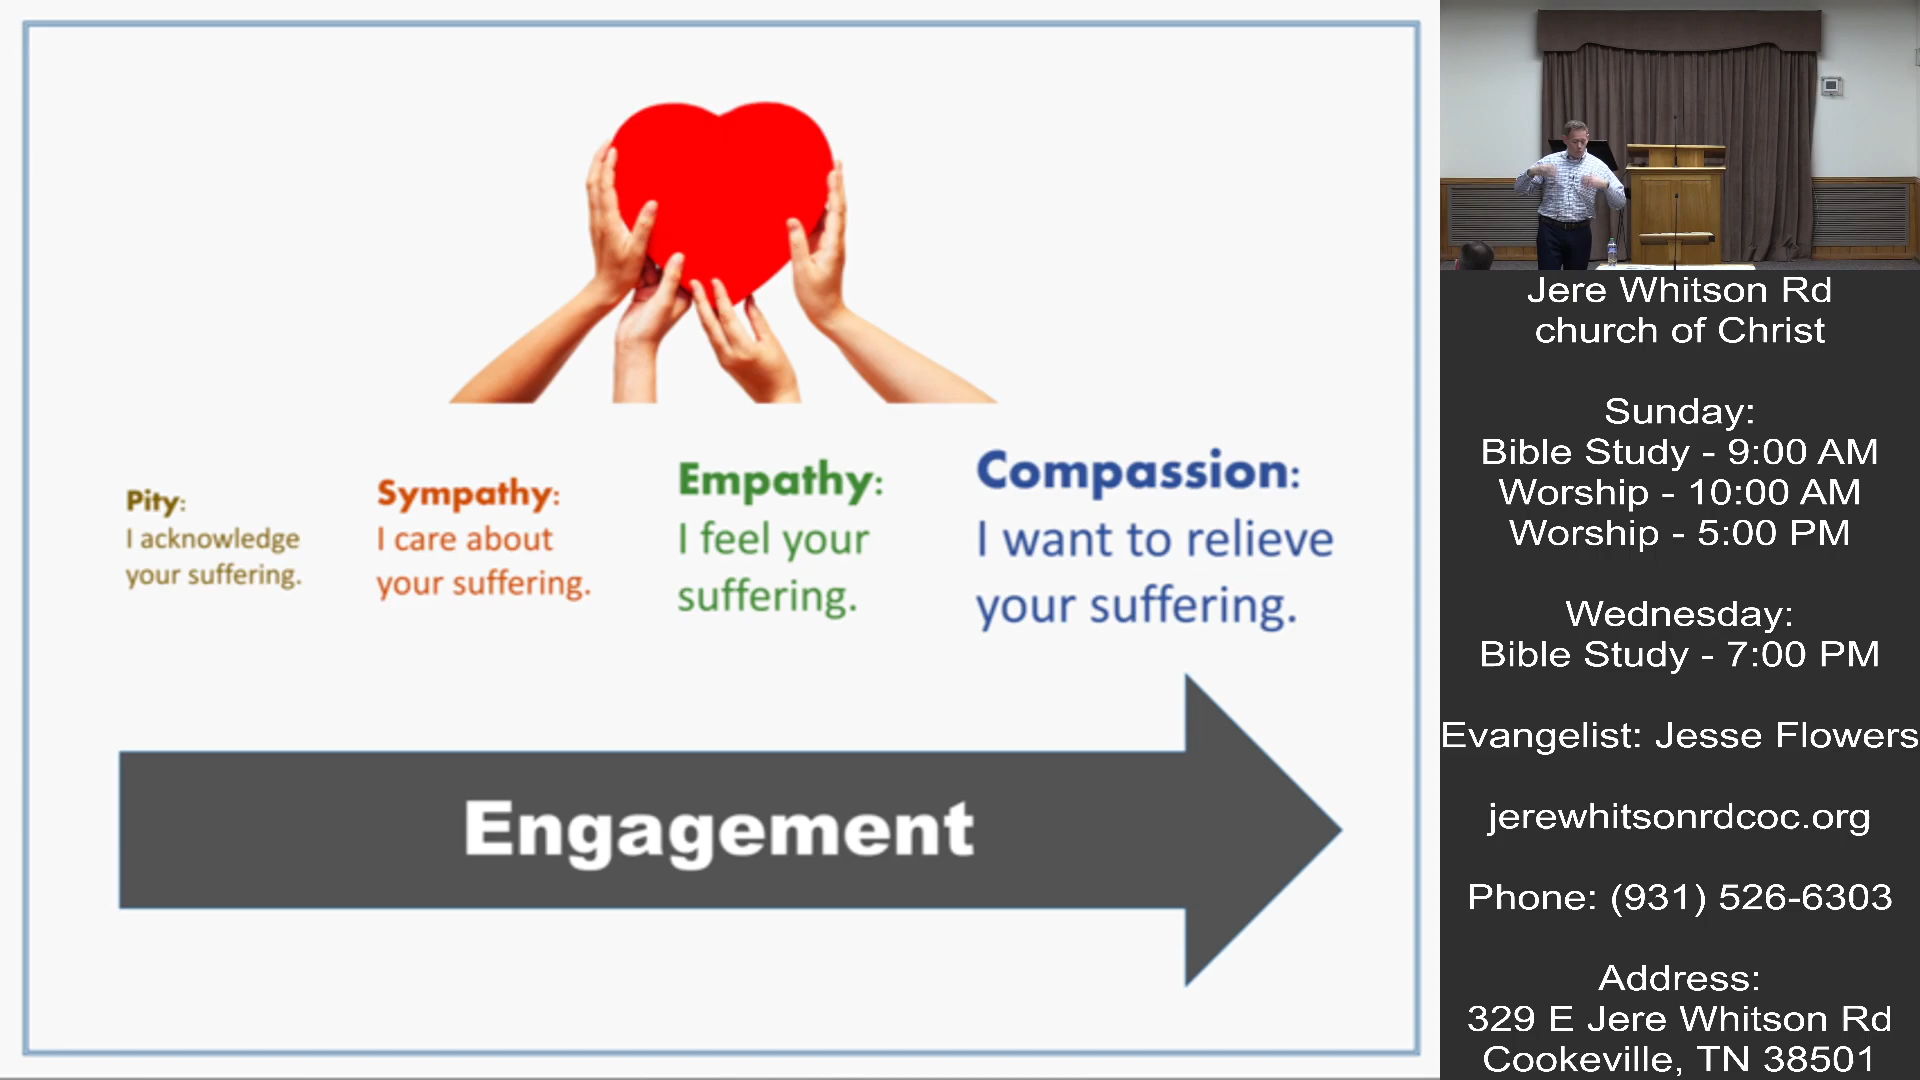 Pity:
I acknowledge
your suffering.
Sympathy:
I care about
your suffering.
Empathy:
I feel your
suffering.
Compassion:
I want to relieve
your suffering.
Engagement
Jere Whitson Rd
church of Christ
Sunday:
Bible Study - 9:00 AM
Worship - 10:00 AM
Worship - 5:00 PM
Wednesday:
Bible Study - 7:00 PM
Evangelist: Jesse Flowers
jerewhitsonrdcoc.org
Phone: (931) 526-6303
Address:
329 E Jere Whitson Rd
Cookeville, TN 38501